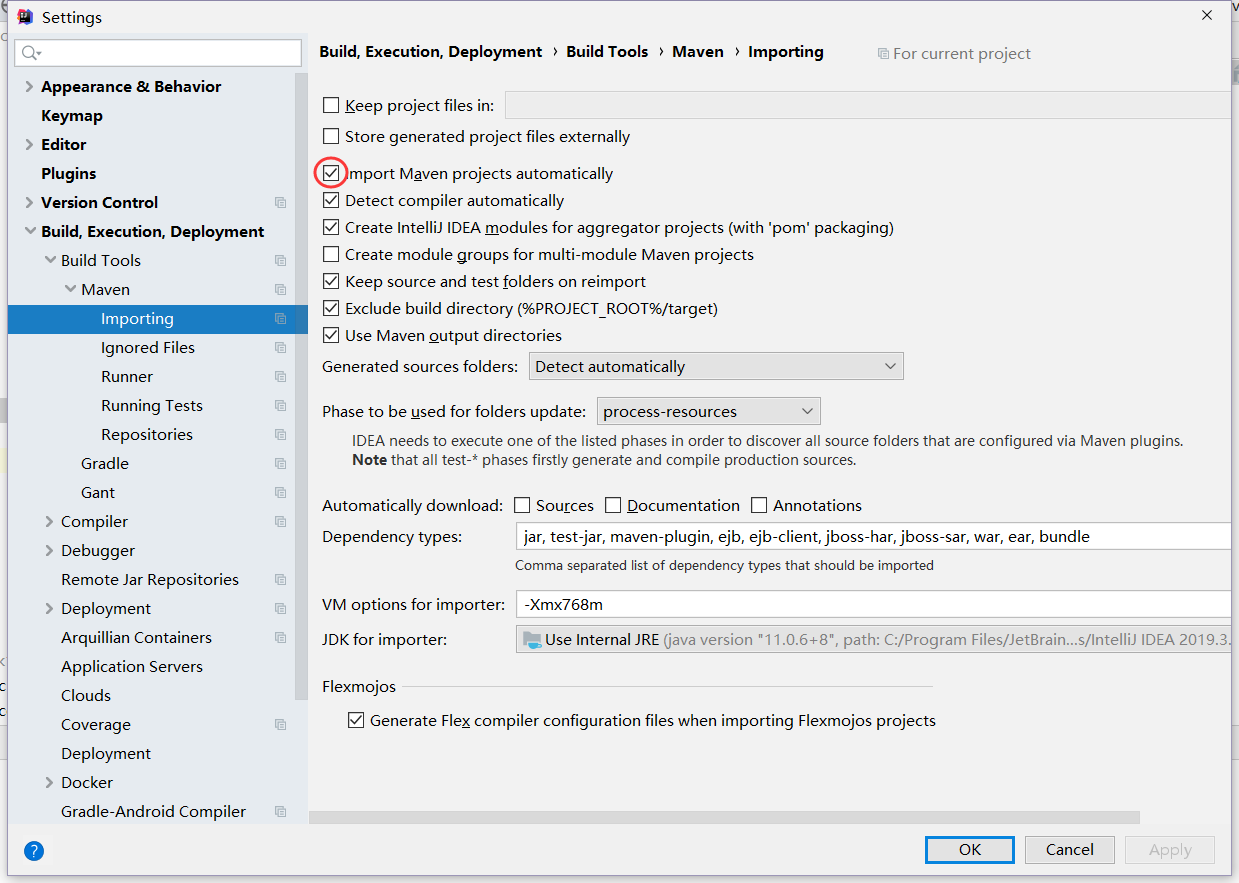 Settings
Build, Execution, Deployment › Build Tools › Maven › Importing
For current project
Appearance & Behavior
Keymap
Editor
Plugins
Version Control
Build, Execution, Deployment
Build Tools
Maven
Importing
Ignored Files
Runner
Running Tests
Repositories
Gradle
Gant
Compiler
Debugger
Remote Jar Repositories
Deployment
Arquillian Containers
Application Servers
Clouds
Coverage
Deployment
Docker
Gradle-Android Compiler
Keep project files in:
Store generated project files externally
Import Maven projects automatically
Detect compiler automatically
Create IntelliJ IDEA modules for aggregator projects (with 'pom' packaging)
Create module groups for multi-module Maven projects
Keep source and test folders on reimport
Exclude build directory (%PROJECT_ROOT%/target)
Use Maven output directories
Generated sources folders: Detect automatically
Phase to be used for folders update: process-resources
IDEA needs to execute one of the listed phases in order to discover all source folders that are configured via Maven plugins.
Note that all test-* phases firstly generate and compile production sources.
Automatically download: Sources Documentation Annotations
Dependency types: jar, test-jar, maven-plugin, ejb, ejb-client, jboss-har, jboss-sar, war, ear, bundle
Comma separated list of dependency types that should be imported
VM options for importer: -Xmx768m
JDK for importer: Use Internal JRE (java version "11.0.6+8", path: C:/Program Files/JetBrain...s/IntelliJ IDEA 2019.3.
Flexmojos
Generate Flex compiler configuration files when importing Flexmojos projects
?
OK Cancel Apply